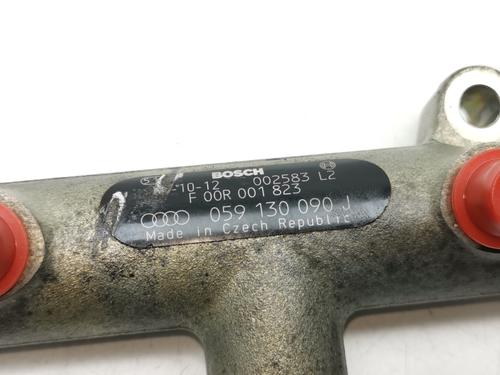 BOSCH
-10-12 002583 L2
F 00R 001 823
059 130 090 J
Made in Czech Republic